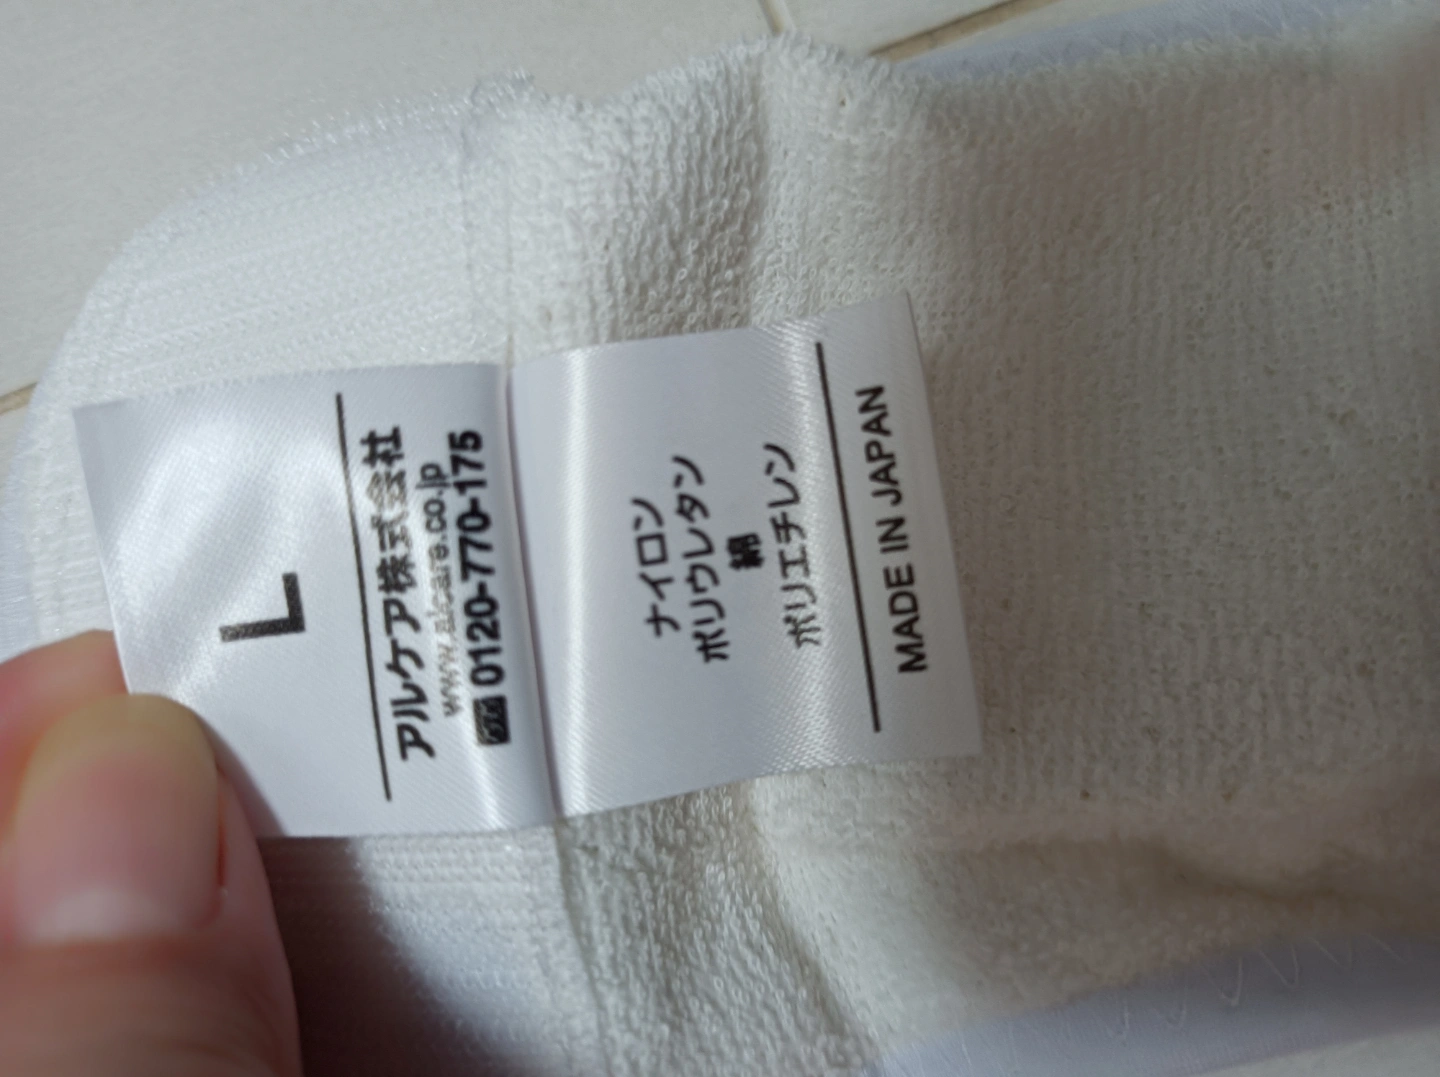 L
アルケア株式会社
www.alcare.co.jp
0120-770-175
ナイロン
ポリウレタン
綿
ポリエチレン
MADE IN JAPAN